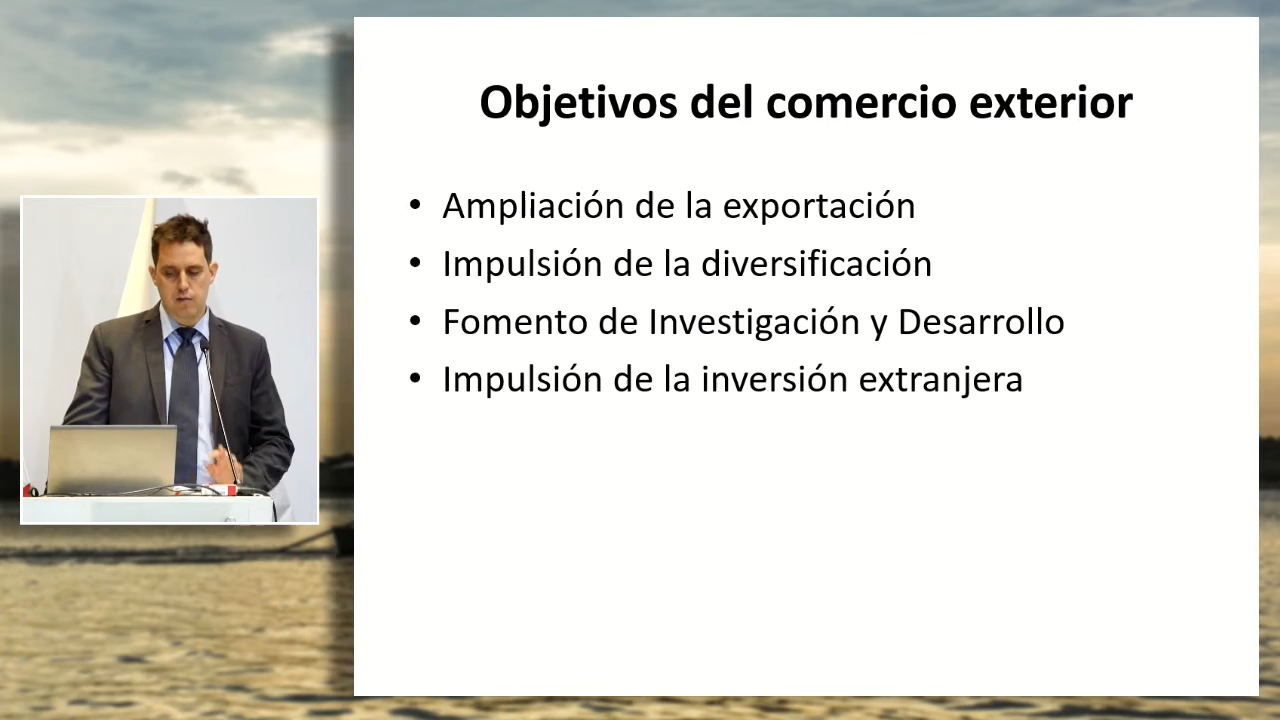 Objetivos del comercio exterior
• Ampliación de la exportación
• Impulsión de la diversificación
• Fomento de Investigación y Desarrollo
• Impulsión de la inversión extranjera